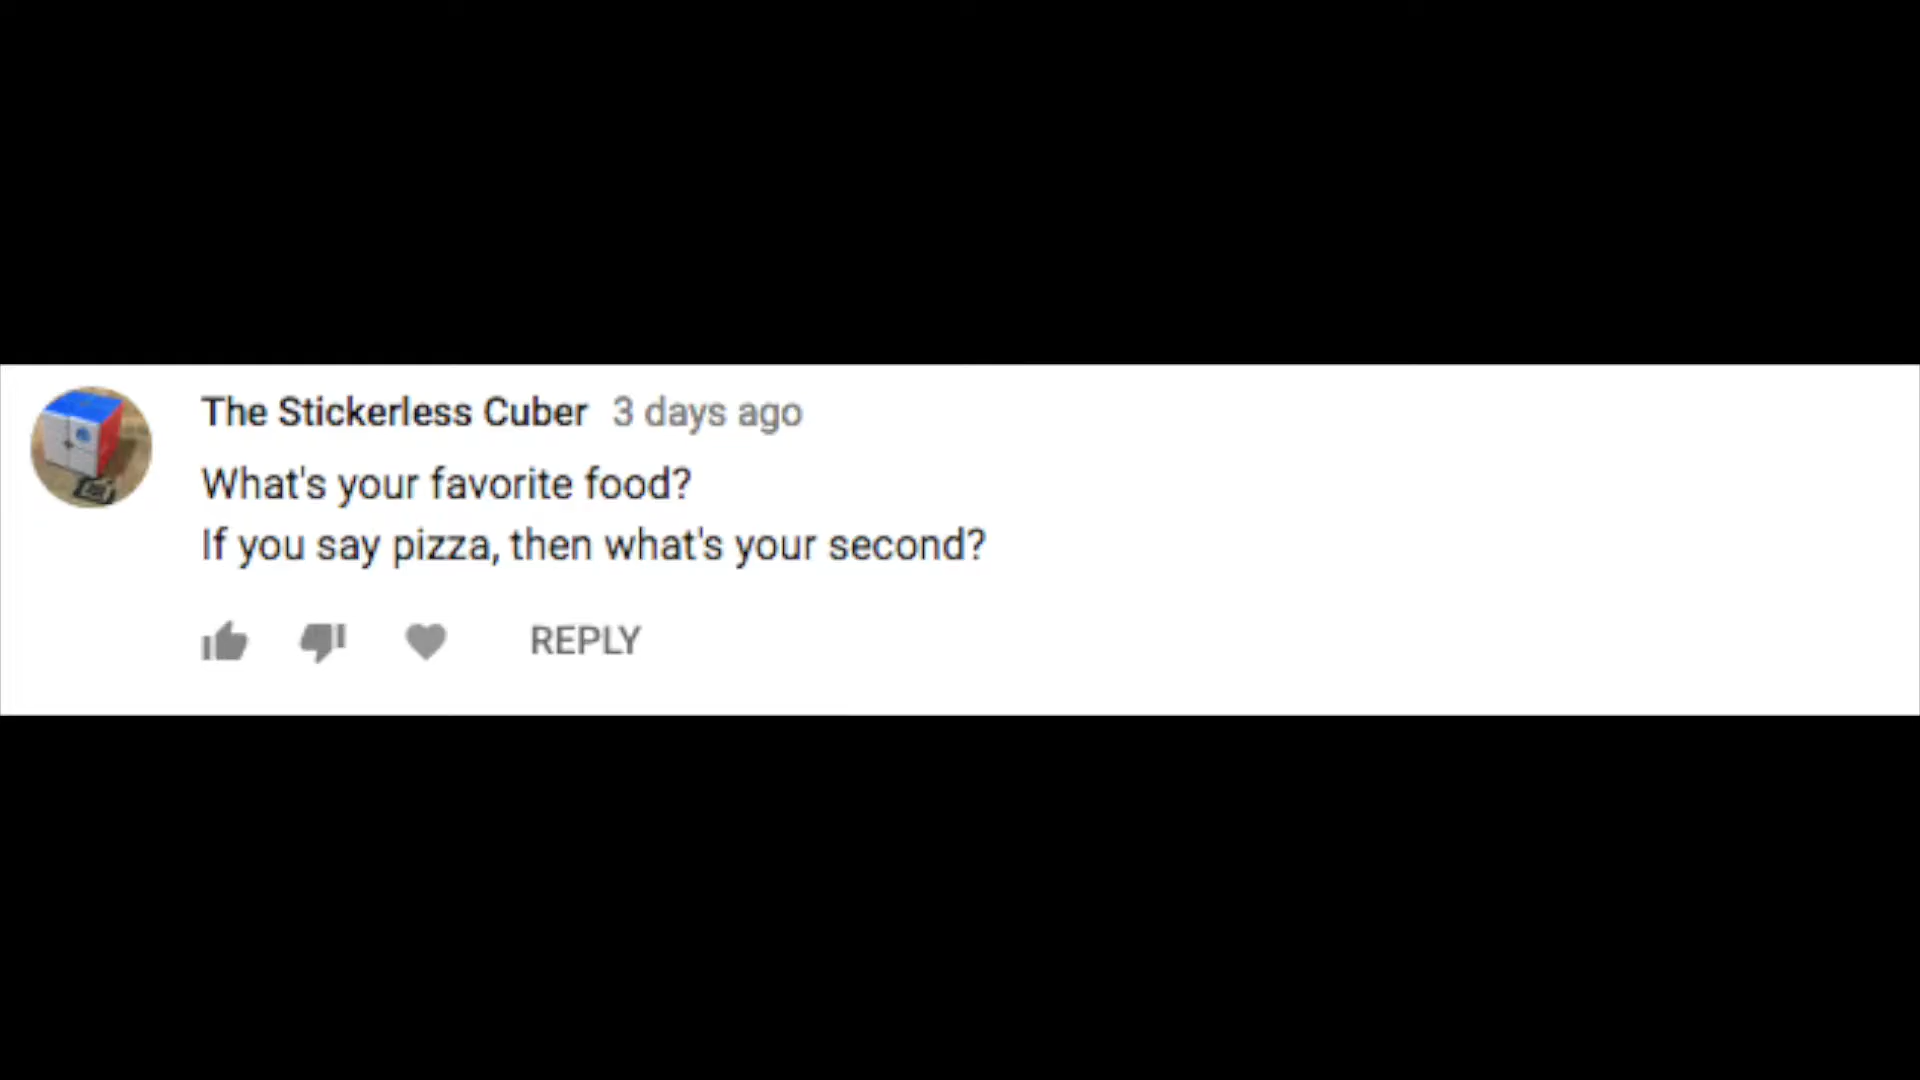 The Stickerless Cuber 3 days ago
What's your favorite food?
If you say pizza, then what's your second?
REPLY